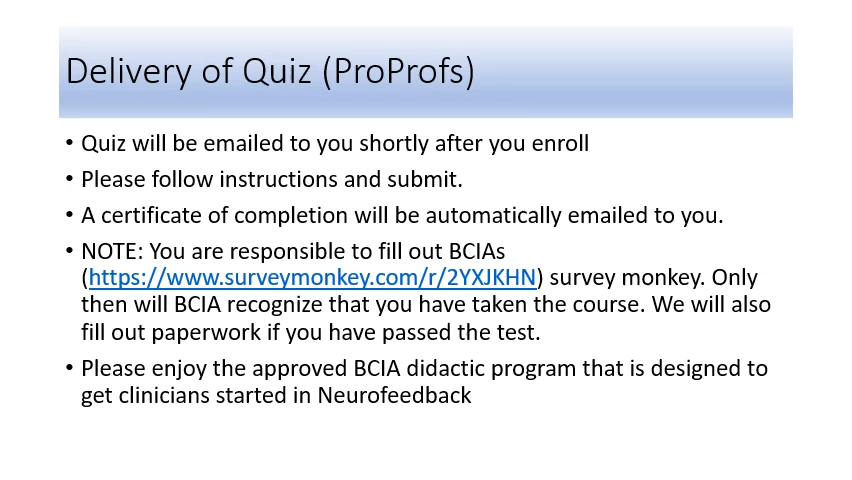 Delivery of Quiz (ProProfs)
• Quiz will be emailed to you shortly after you enroll
• Please follow instructions and submit.
• A certificate of completion will be automatically emailed to you.
• NOTE: You are responsible to fill out BCIAs
(https://www.surveymonkey.com/r/2YXJKHN) survey monkey. Only
then will BCIA recognize that you have taken the course. We will also
fill out paperwork if you have passed the test.
• Please enjoy the approved BCIA didactic program that is designed to
get clinicians started in Neurofeedback